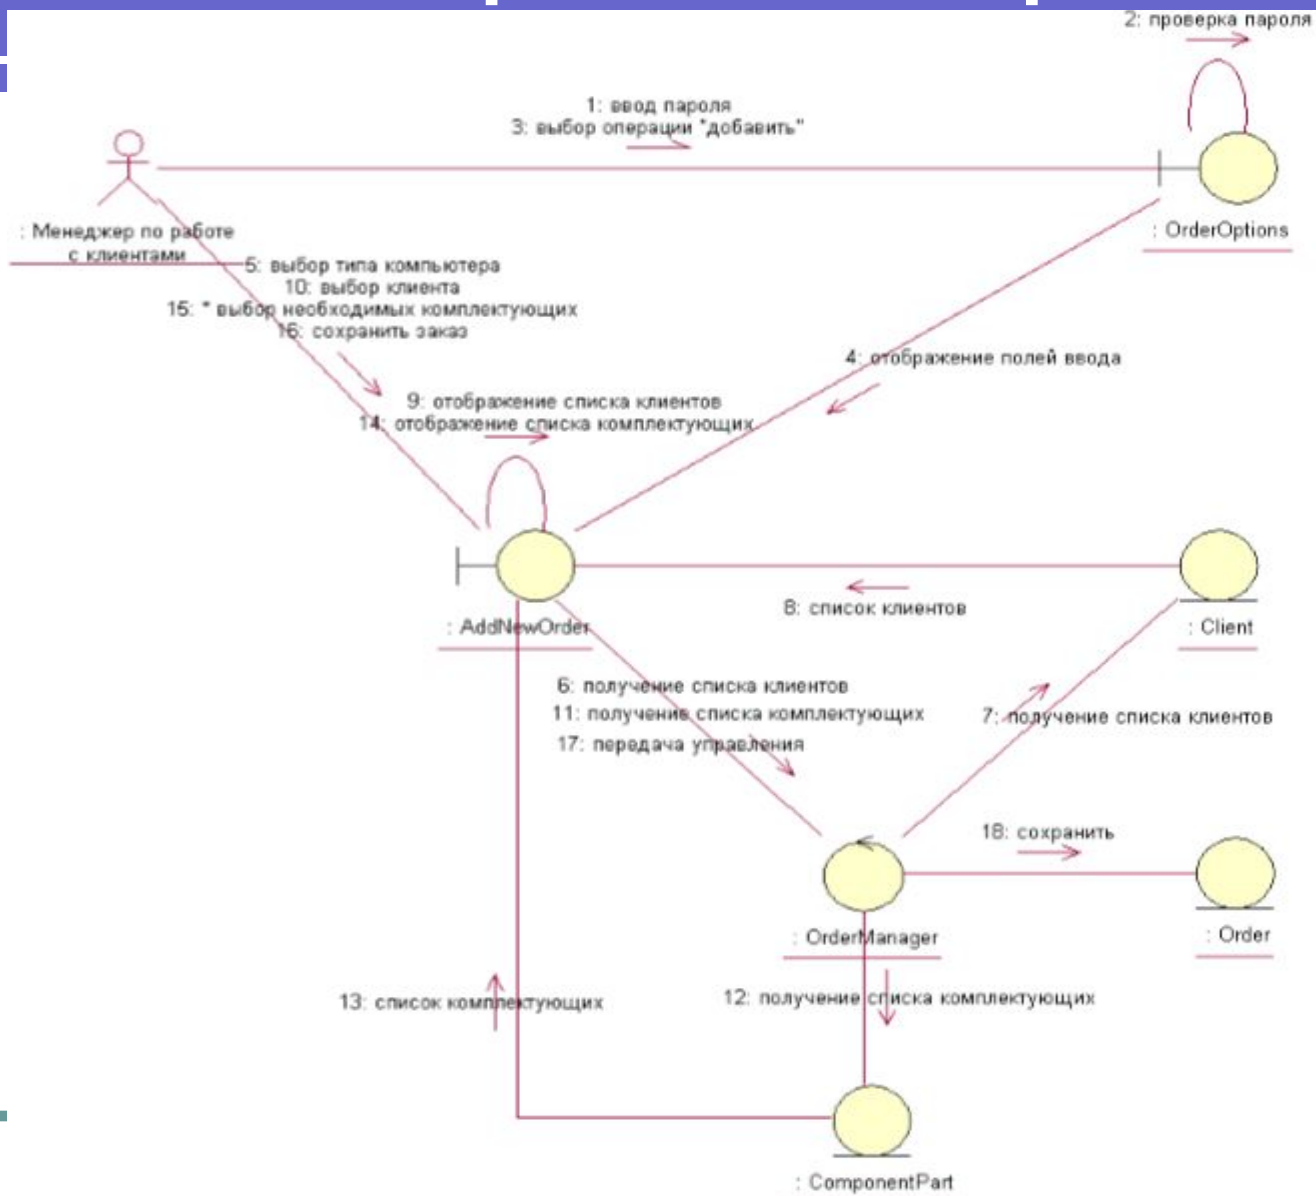 2: проверка пароля
1: ввод пароля
3: выбор операции "добавить"
: Менеджер по работе
с клиентами
: OrderOptions
5: выбор типа компьютера
10: выбор клиента
15: * выбор необходимых комплектующих
16: сохранить заказ
4: отображение полей ввода
9: отображение списка клиентов
14: отображение списка комплектующих
8: список клиентов
: AddNewOrder
: Client
6: получение списка клиентов
11: получение списка комплектующих
17: передача управления
7: получение списка клиентов
18: сохранить
: OrderManager
: Order
13: список комплектующих
12: получение списка комплектующих
: ComponentPart